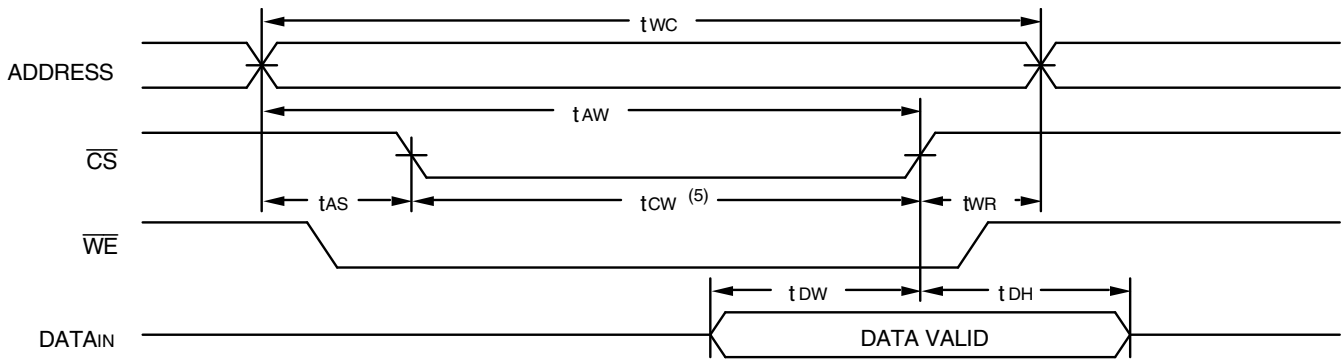 tWC
ADDRESS
tAW
CS
tAS
tCW (5)
tWR
WE
tDW
tDH
DATAIN
DATA VALID